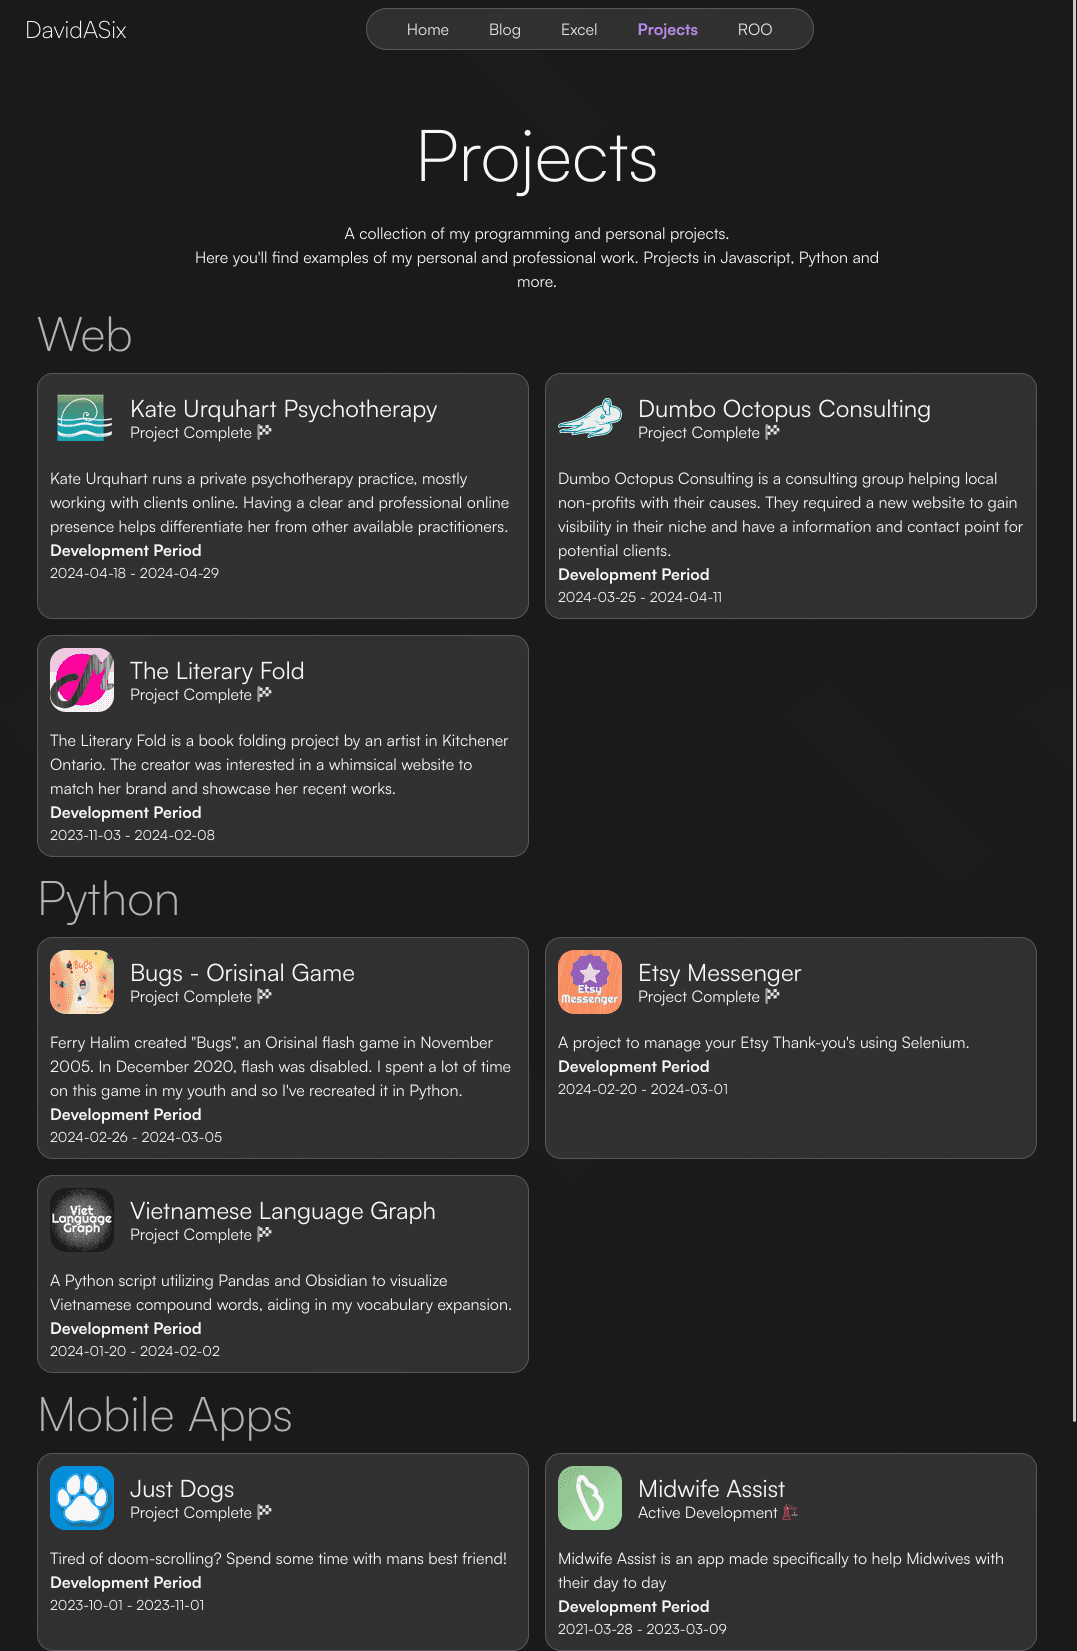 DavidASix
Home Blog Excel Projects ROO
Projects
A collection of my programming and personal projects.
Here you'll find examples of my personal and professional work. Projects in Javascript, Python and
more.
Web
Kate Urquhart Psychotherapy
Project Complete
Kate Urquhart runs a private psychotherapy practice, mostly
working with clients online. Having a clear and professional online
presence helps differentiate her from other available practitioners.
Development Period
2024-04-18 - 2024-04-29
Dumbo Octopus Consulting
Project Complete
Dumbo Octopus Consulting is a consulting group helping local
non-profits with their causes. They required a new website to gain
visibility in their niche and have a information and contact point for
potential clients.
Development Period
2024-03-25 - 2024-04-11
The Literary Fold
Project Complete
The Literary Fold is a book folding project by an artist in Kitchener
Ontario. The creator was interested in a whimsical website to
match her brand and showcase her recent works.
Development Period
2023-11-03 - 2024-02-08
Python
Bugs
Bugs - Orisinal Game
Project Complete
Ferry Halim created "Bugs", an Orisinal flash game in November
2005. In December 2020, flash was disabled. I spent a lot of time
on this game in my youth and so I've recreated it in Python.
Development Period
2024-02-26 - 2024-03-05
Etsy
Messenger
Etsy Messenger
Project Complete
A project to manage your Etsy Thank-you's using Selenium.
Development Period
2024-02-20 - 2024-03-01
Viet
Language
Graph
Vietnamese Language Graph
Project Complete
A Python script utilizing Pandas and Obsidian to visualize
Vietnamese compound words, aiding in my vocabulary expansion.
Development Period
2024-01-20 - 2024-02-02
Mobile Apps
Just Dogs
Project Complete
Tired of doom-scrolling? Spend some time with mans best friend!
Development Period
2023-10-01 - 2023-11-01
Midwife Assist
Active Development
Midwife Assist is an app made specifically to help Midwives with
their day to day
Development Period
2021-03-28 - 2023-03-09